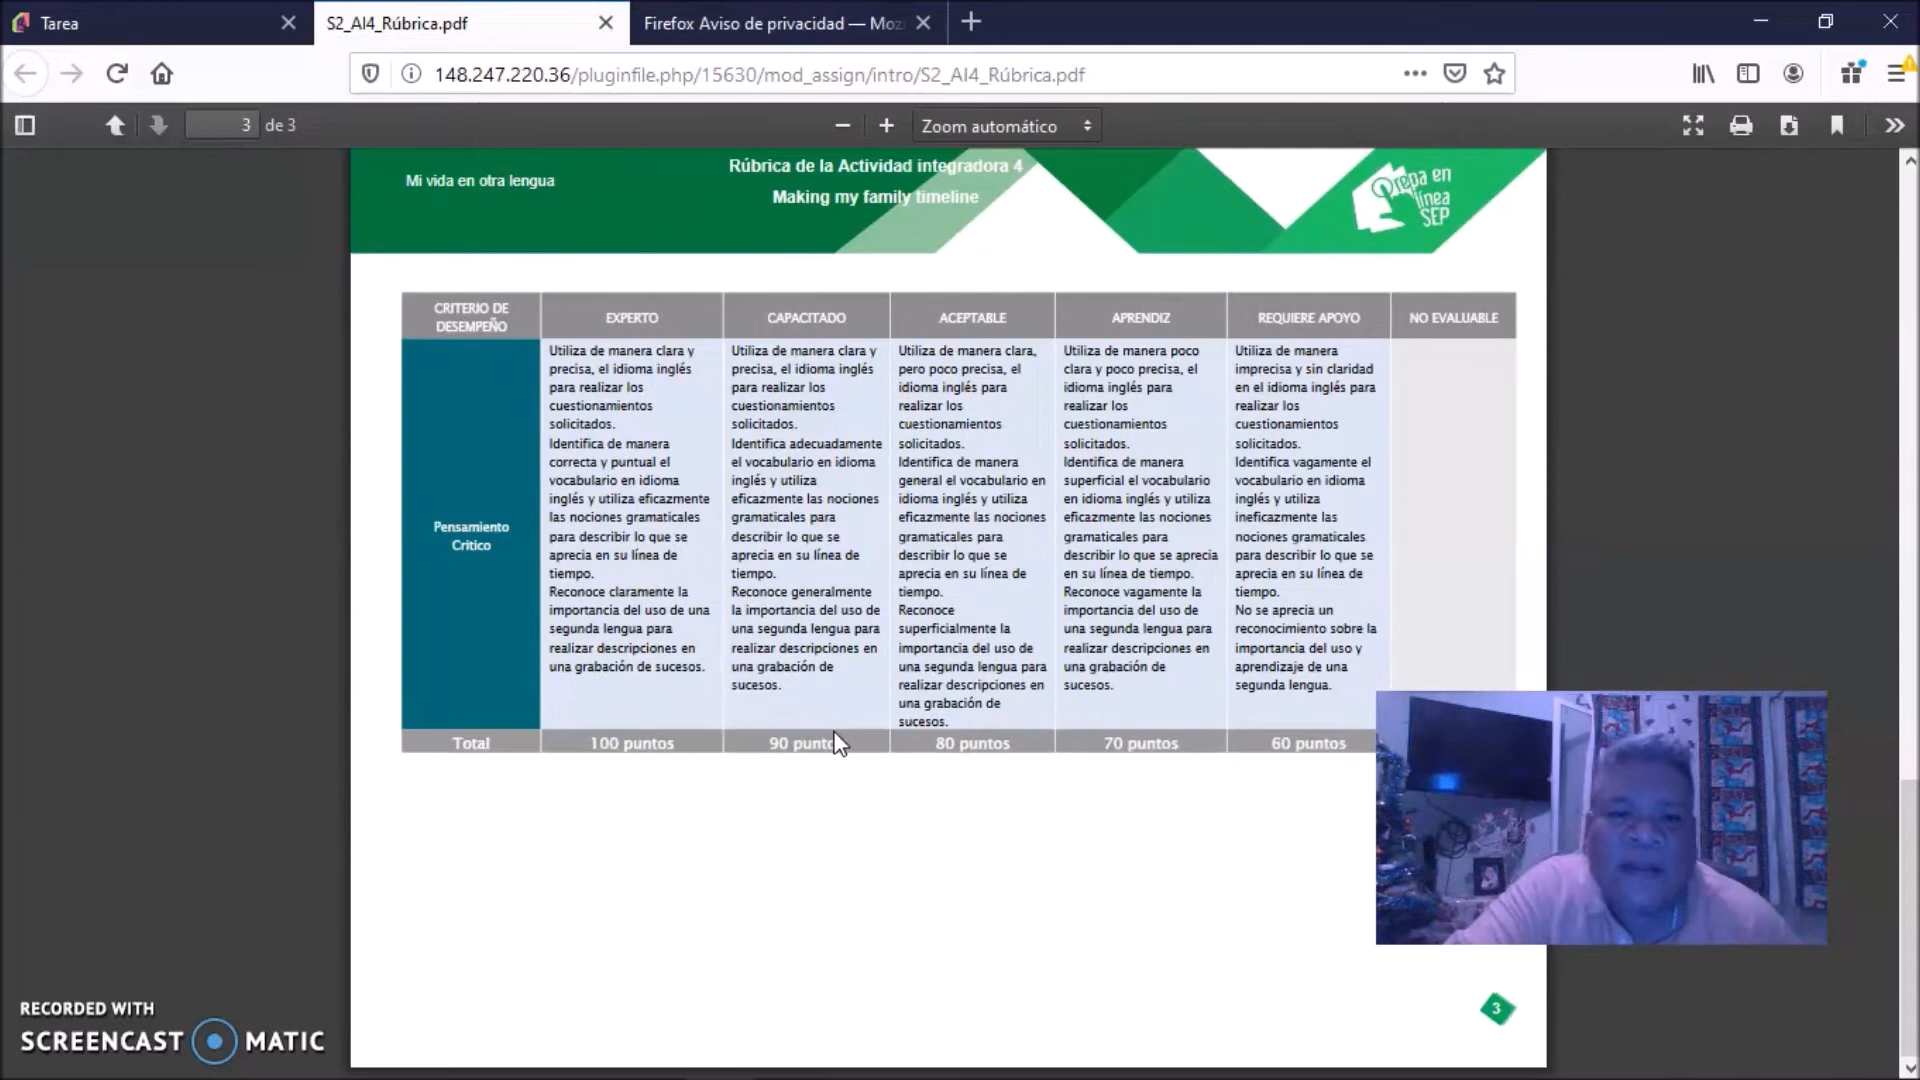 Tarea
S2_AI4_Rúbrica.pdf
Firefox Aviso de privacidad — Moz
148.247.220.36/pluginfile.php/15630/mod_assign/intro/S2_AI4_Rúbrica.pdf
3 de 3
Zoom automático
Mi vida en otra lengua
Rúbrica de la Actividad integradora 4
Making my family timeline
Prepa en
línea
SEP
CRITERIO DE
DESEMPEÑO
EXPERTO
CAPACITADO
ACEPTABLE
APRENDIZ
REQUIERE APOYO
NO EVALUABLE
Pensamiento
Critico
Utiliza de manera clara y
precisa, el idioma inglés
para realizar los
cuestionamientos
solicitados.
Identifica de manera
correcta y puntual el
vocabulario en idioma
inglés y utiliza eficazmente
las nociones gramaticales
para describir lo que se
aprecia en su línea de
tiempo.
Reconoce claramente la
importancia del uso de una
segunda lengua para
realizar descripciones en
una grabación de sucesos.
Utiliza de manera clara y
precisa, el idioma inglés
para realizar los
cuestionamientos
solicitados.
Identifica adecuadamente
el vocabulario en idioma
inglés y utiliza
eficazmente las nociones
gramaticales para
describir lo que se
aprecia en su línea de
tiempo.
Reconoce generalmente
la importancia del uso de
una segunda lengua para
realizar descripciones en
una grabación de
sucesos.
Utiliza de manera clara,
pero poco precisa, el
idioma inglés para
realizar los
cuestionamientos
solicitados.
Identifica de manera
general el vocabulario en
idioma inglés y utiliza
eficazmente las nociones
gramaticales para
describir lo que se
aprecia en su línea de
tiempo.
Reconoce
superficialmente la
importancia del uso de
una segunda lengua para
realizar descripciones en
una grabación de
sucesos.
Utiliza de manera poco
clara y poco precisa, el
idioma inglés para
realizar los
cuestionamientos
solicitados.
Identifica de manera
superficial el vocabulario
en idioma inglés y utiliza
eficazmente las nociones
gramaticales para
describir lo que se aprecia
en su línea de tiempo.
Reconoce vagamente la
importancia del uso de
una segunda lengua para
realizar descripciones en
una grabación de
sucesos.
Utiliza de manera
imprecisa y sin claridad
en el idioma inglés para
realizar los
cuestionamientos
solicitados.
Identifica vagamente el
vocabulario en idioma
inglés y utiliza
ineficazmente las
nociones gramaticales
para describir lo que se
aprecia en su línea de
tiempo.
No se aprecia un
reconocimiento sobre la
importancia del uso y
aprendizaje de una
segunda lengua.
Total
100 puntos
90 punto
80 puntos
70 puntos
60 puntos
3
RECORDED WITH
SCREENCAST MATIC